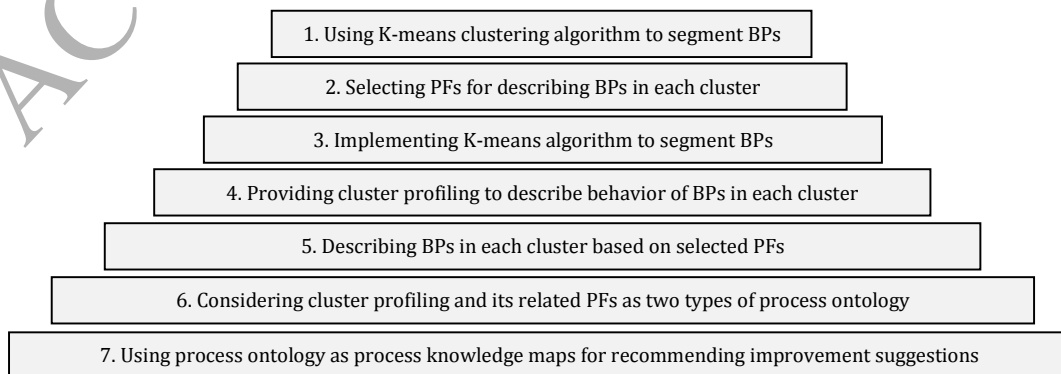 AC
1. Using K-means clustering algorithm to segment BPs
2. Selecting PFs for describing BPs in each cluster
3. Implementing K-means algorithm to segment BPs
4. Providing cluster profiling to describe behavior of BPs in each cluster
5. Describing BPs in each cluster based on selected PFs
6. Considering cluster profiling and its related PFs as two types of process ontology
7. Using process ontology as process knowledge maps for recommending improvement suggestions